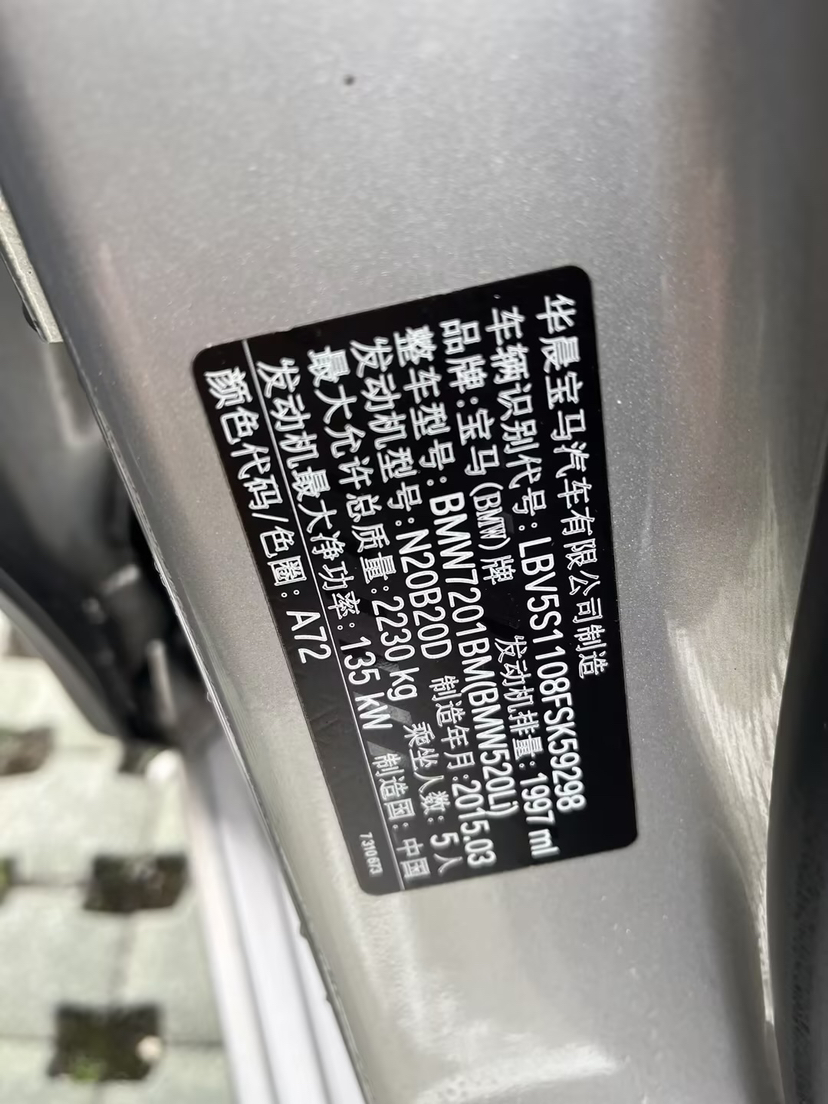 华晨宝马汽车有限公司制造
车辆识别代号: LBV5S1108FSK59298
品牌: 宝马(BMW)牌 发动机排量: 1997 ml
整车型号: BMW7201BM(BMW520Li)
发动机型号: N20B20D 制造年月: 2015.03
最大允许总质量: 2230 kg 乘坐人数: 5人
发动机最大净功率: 135 kW 制造国: 中国
颜色代码/色圈: A72 7310673